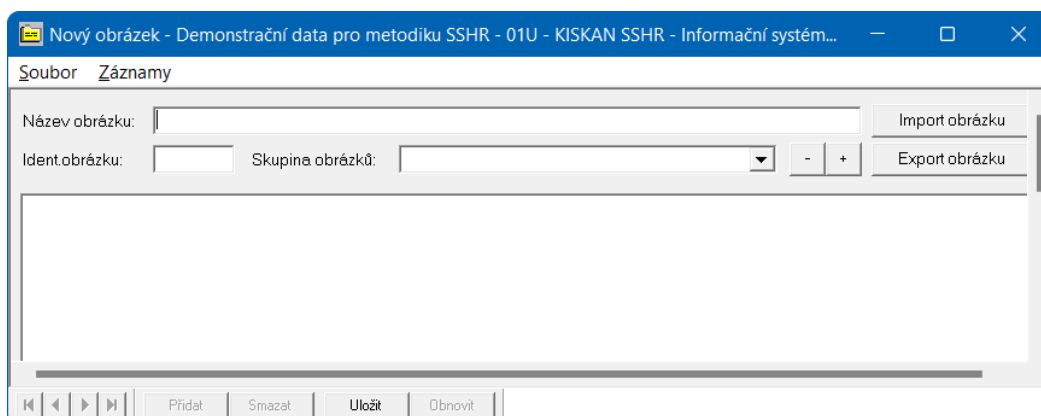 Nový obrázek - Demonstrační data pro metodiku SSHR - 01U - KISKAN SSHR - Informační systém...
Soubor Záznamy
Název obrázku: Import obrázku
Ident.obrázku: Skupina obrázků: - + Export obrázku
Přidat Smazat Uložit Obnovit